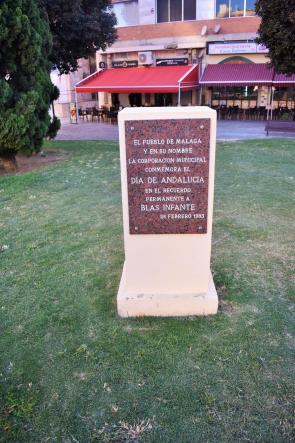 EL PUEBLO DE MALAGA
Y EN SU NOMBRE
LA CORPORACION MUNICIPAL
CONMEMORA EL
DIA DE ANDALUCIA
EN EL RECUERDO
PERMANENTE A
BLAS INFANTE
28 FEBRERO 1983